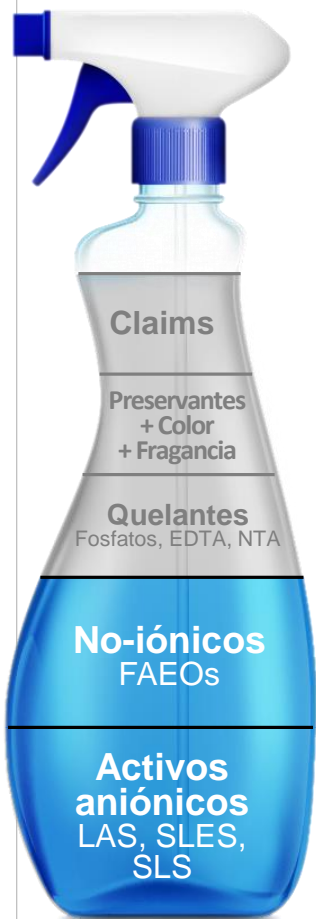 Claims
Preservantes
+ Color
+ Fragancia
Quelantes
Fosfatos, EDTA, NTA
No-iónicos
FAEOs
Activos
aniónicos
LAS, SLES,
SLS